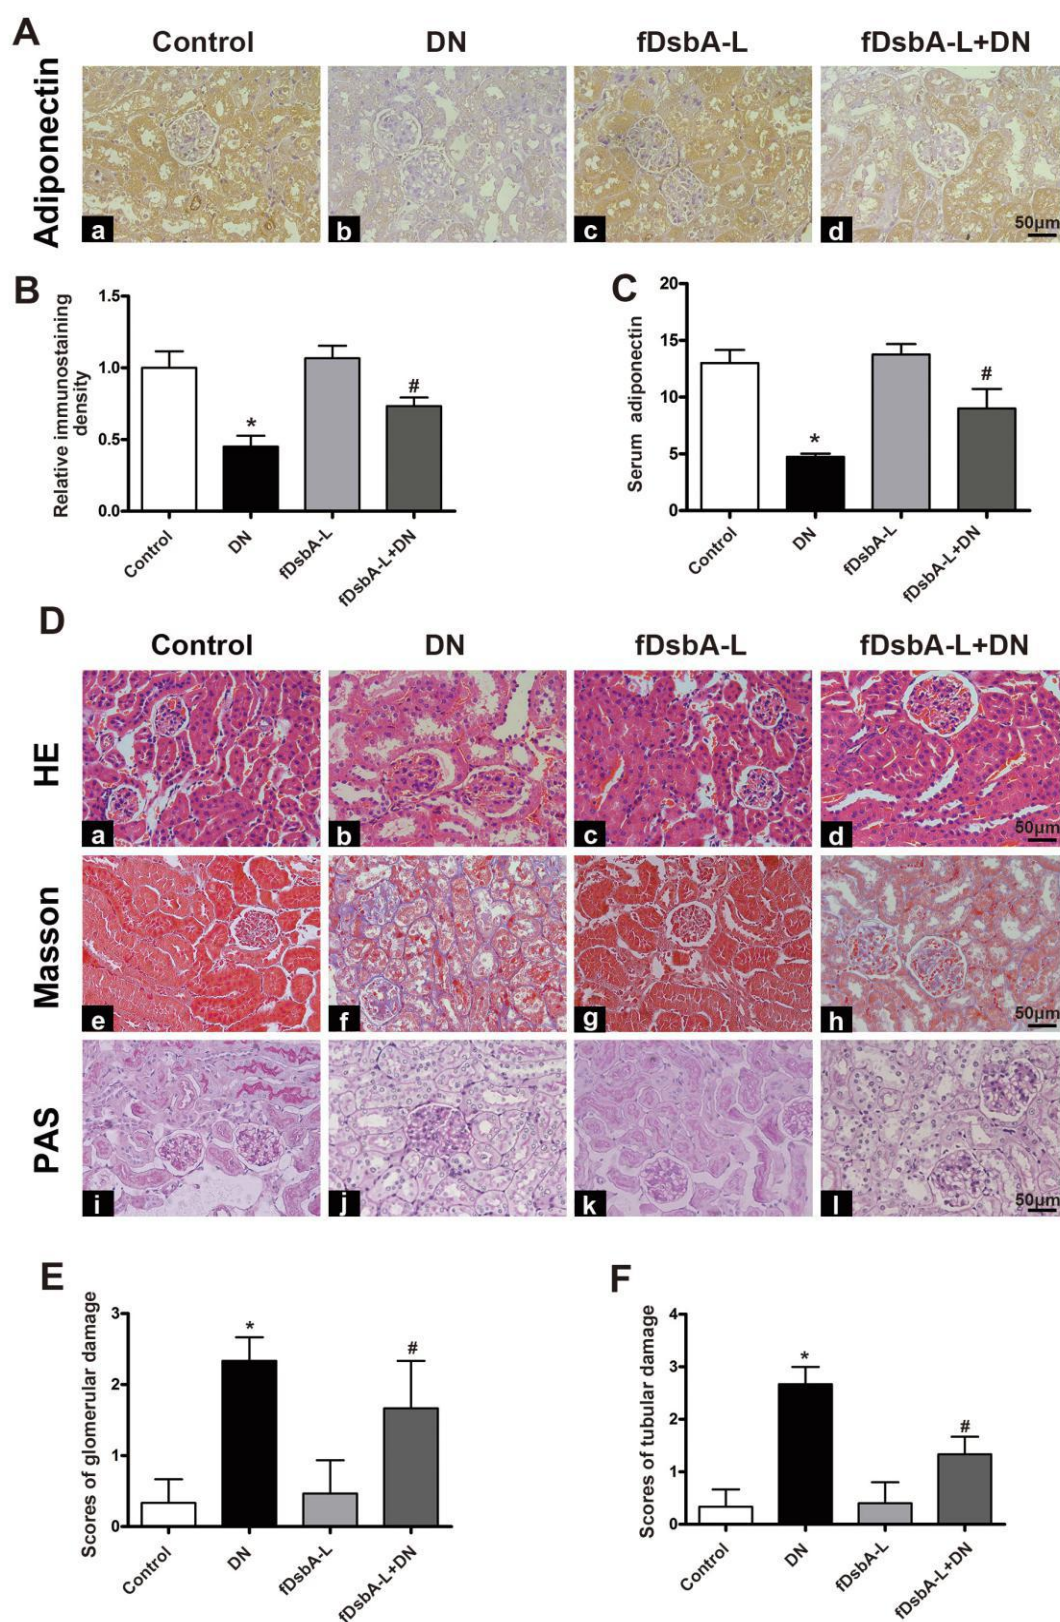 A
Control DN fDsbA-L fDsbA-L+DN
Adiponectin
a b c d 50μm
B
Relative immunostaining
density
1.5
1.0
0.5
0.0
*
#
Control DN fDsbA-L fDsbA-L+DN
C
Serum adiponectin
20
15
10
5
0
*
#
Control DN fDsbA-L fDsbA-L+DN
D
Control DN fDsbA-L fDsbA-L+DN
HE
a b c d 50μm
Masson
e f g h 50μm
PAS
i j k l 50μm
E
Scores of glomerular damage
3
2
1
0
*
#
Control DN fDsbA-L fDsbA-L+DN
F
Scores of tubular damage
4
3
2
1
0
*
#
Control DN fDsbA-L fDsbA-L+DN